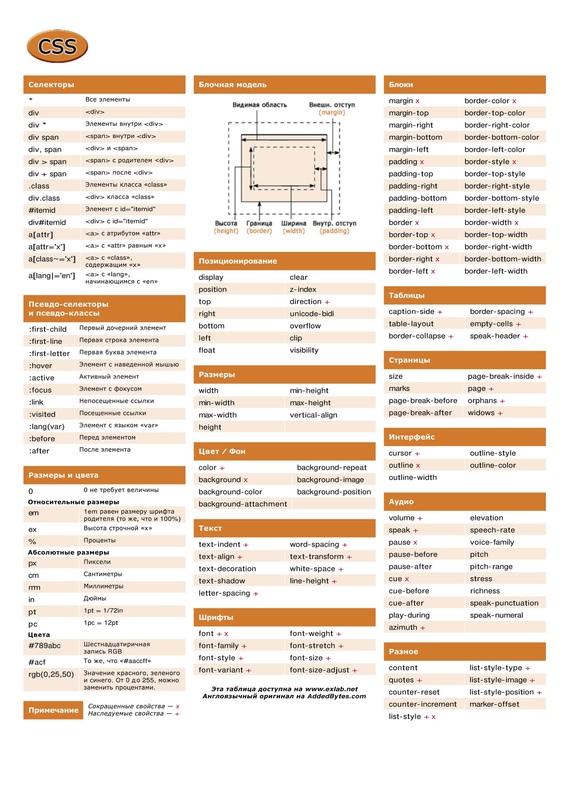 CSS
Селекторы
* Все элементы
div <div>
div * Элементы внутри <div>
div span <span> внутри <div>
div, span <div> и <span>
div > span <span> с родителем <div>
div + span <span> после <div>
.class Элементы класса «class»
div.class <div> класса «class»
#itemid Элемент с id="itemid"
div#itemid <div> с id="itemid"
a[attr] <a> с атрибутом «attr»
a[attr='x'] <a> с «attr» равным «x»
a[class~='x'] <a> с «class»,
содержащим «x»
a[lang|='en'] <a> с «lang»,
начинающимся с «en»
Псевдо-селекторы
и псевдо-классы
:first-child Первый дочерний элемент
:first-line Первая строка элемента
:first-letter Первая буква элемента
:hover Элемент с наведенной мышью
:active Активный элемент
:focus Элемент с фокусом
:link Непосещенные ссылки
:visited Посещенные ссылки
:lang(var) Элемент с языком «var»
:before Перед элементом
:after После элемента
Размеры и цвета
0 0 не требует величины
Относительные размеры
em 1em равен размеру шрифта
родителя (то же, что и 100%)
ex Высота строчной «x»
% Проценты
Абсолютные размеры
px Пиксели
cm Сантиметры
mm Миллиметры
in Дюймы
pt 1pt = 1/72in
pc 1pc = 12pt
Цвета
#789abc Шестнадцатиричная
запись RGB
#acf То же, что «#aaccff»
rgb(0,25,50) Значение красного, зеленого
и синего. От 0 до 255, можно
заменить процентами.
Примечание
Сокращенные свойства — x
Наследуемые свойства — +
Блочная модель
Видимая область Внешн. отступ
(margin)
Высота Граница Ширина Внутр. отступ
(height) (border) (width) (padding)
Позиционирование
display clear
position z-index
top direction +
right unicode-bidi
bottom overflow
left clip
float visibility
Размеры
width min-height
min-width max-height
max-width vertical-align
height
Цвет / Фон
color + background-repeat
background x background-image
background-color background-position
background-attachment
Текст
text-indent + word-spacing +
text-align + text-transform +
text-decoration white-space +
text-shadow line-height +
letter-spacing +
Шрифты
font + x font-weight +
font-family + font-stretch +
font-style + font-size +
font-variant + font-size-adjust +
Эта таблица доступна на www.exlab.net
Англоязычный оригинал на AddedBytes.com
Блоки
margin x border-color x
margin-top border-top-color
margin-right border-right-color
margin-bottom border-bottom-color
margin-left border-left-color
padding x border-style x
padding-top border-top-style
padding-right border-right-style
padding-bottom border-bottom-style
padding-left border-left-style
border x border-width x
border-top x border-top-width
border-bottom x border-right-width
border-right x border-bottom-width
border-left x border-left-width
Таблицы
caption-side + border-spacing +
table-layout empty-cells +
border-collapse + speak-header +
Страницы
size page-break-inside +
marks page +
page-break-before orphans +
page-break-after widows +
Интерфейс
cursor + outline-style
outline x outline-color
outline-width
Аудио
volume + elevation
speak + speech-rate
pause x voice-family
pause-before pitch
pause-after pitch-range
cue x stress
cue-before richness
cue-after speak-punctuation
play-during speak-numeral
azimuth +
Разное
content list-style-type +
quotes + list-style-image +
counter-reset list-style-position +
counter-increment marker-offset
list-style + x